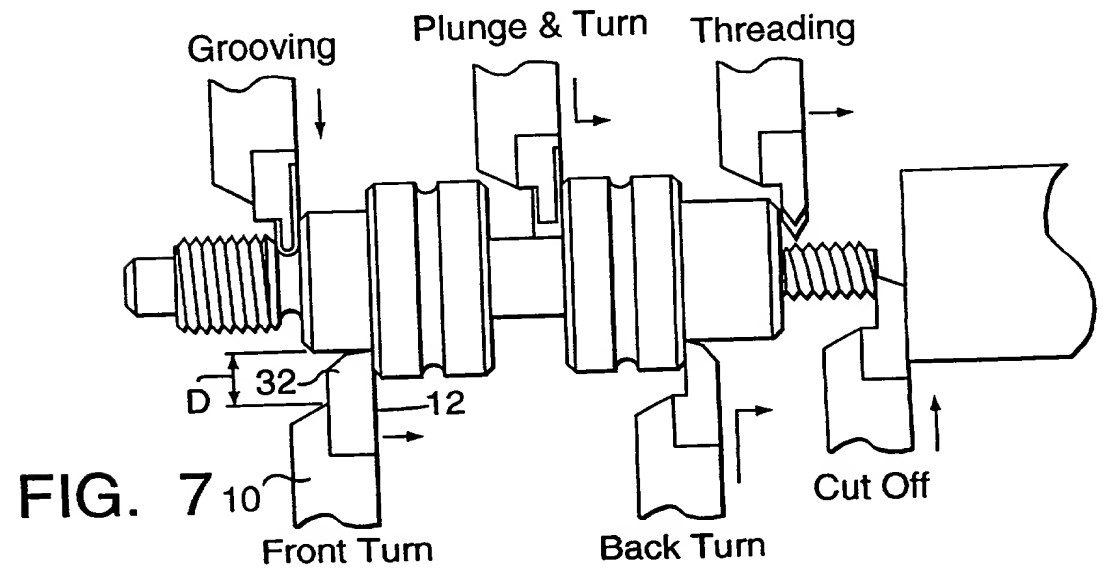 Grooving
Plunge & Turn
Threading
D
32
12
10
FIG. 7
Front Turn
Back Turn
Cut Off